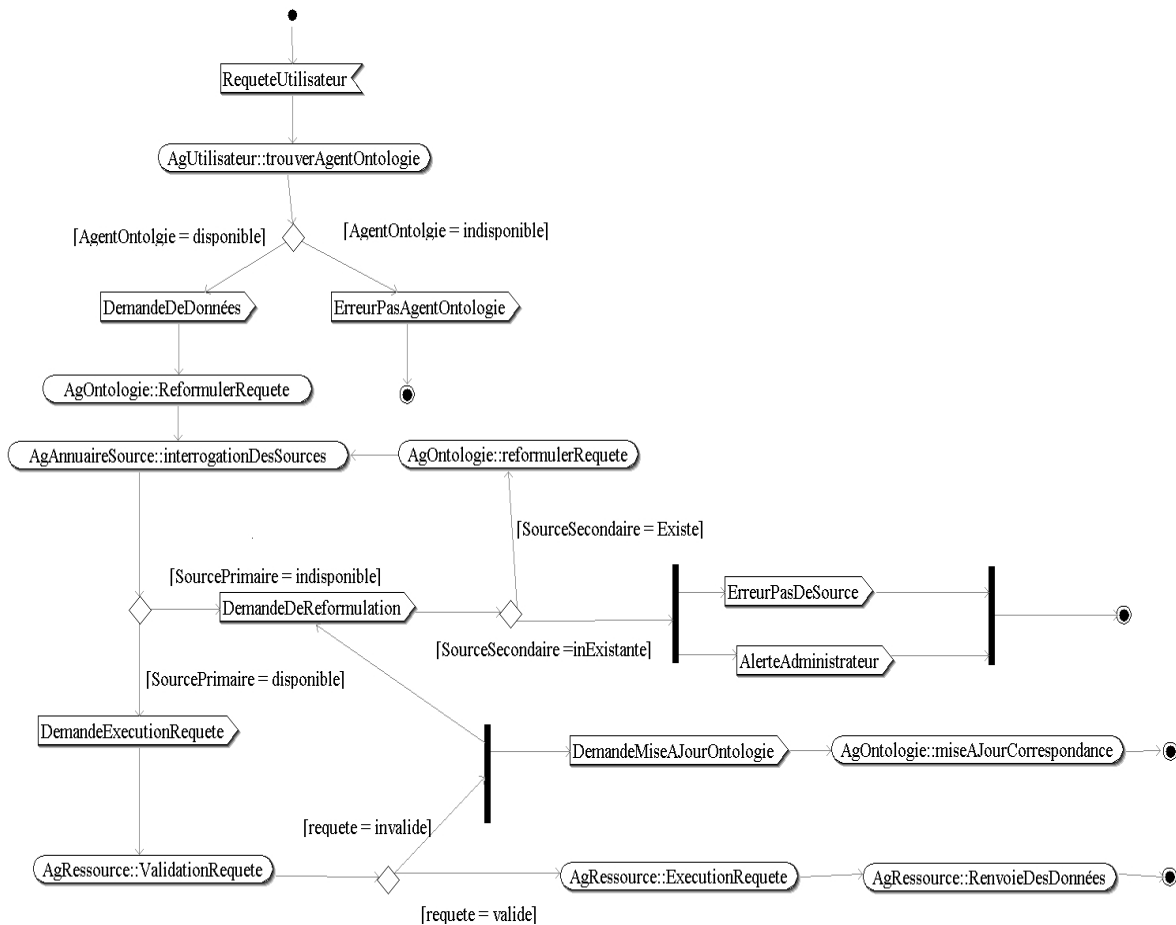 RequeteUtilisateur
AgUtilisateur::trouverAgentOntologie
[AgentOntolgie = disponible]
[AgentOntolgie = indisponible]
DemandeDeDonnées
ErreurPasAgentOntologie
AgOntologie::ReformulerRequete
AgAnnuaireSource::interrogationDesSources
AgOntologie::reformulerRequete
[SourceSecondaire = Existe]
[SourcePrimaire = indisponible]
DemandeDeReformulation
ErreurPasDeSource
[SourceSecondaire =inExistante]
AlerteAdministrateur
[SourcePrimaire = disponible]
DemandeExecutionRequete
DemandeMiseAJourOntologie
AgOntologie::miseAJourCorrespondance
[requete = invalide]
AgRessource::ValidationRequete
AgRessource::ExecutionRequete
AgRessource::RenvoieDesDonnées
[requete = valide]